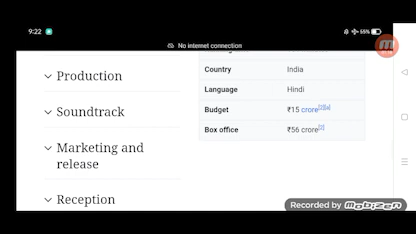 9:22
55%
No internet connection
Production
Soundtrack
Marketing and
release
Reception
Country India
Language Hindi
Budget ₹15 crore
Box office ₹56 crore
Recorded by mobizen